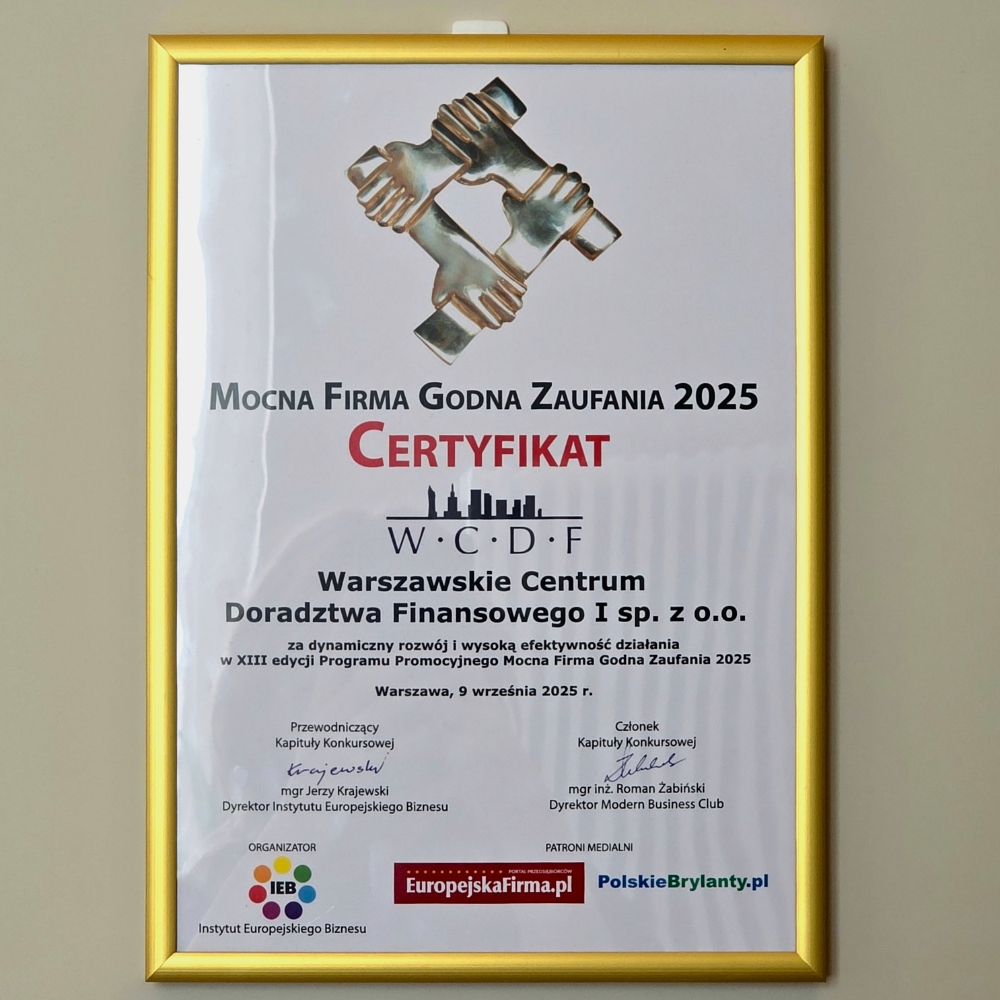 MOCNA FIRMA GODNA ZAUFANIA 2025
CERTYFIKAT
W·C·D·F
Warszawskie Centrum
Doradztwa Finansowego I sp. z o.o.
za dynamiczny rozwój i wysoką efektywność działania
w XIII edycji Programu Promocyjnego Mocna Firma Godna Zaufania 2025
Warszawa, 9 września 2025 r.
Przewodniczący
Kapituły Konkursowej
Krajewski
mgr Jerzy Krajewski
Dyrektor Instytutu Europejskiego Biznesu
Członek
Kapituły Konkursowej
mgr inż. Roman Żabiński
Dyrektor Modern Business Club
ORGANIZATOR
IEB
Instytut Europejskiego Biznesu
PATRONI MEDIALNI
PORTAL PRZEDSIĘBIORCÓW
EuropejskaFirma.pl
PolskieBrylanty.pl